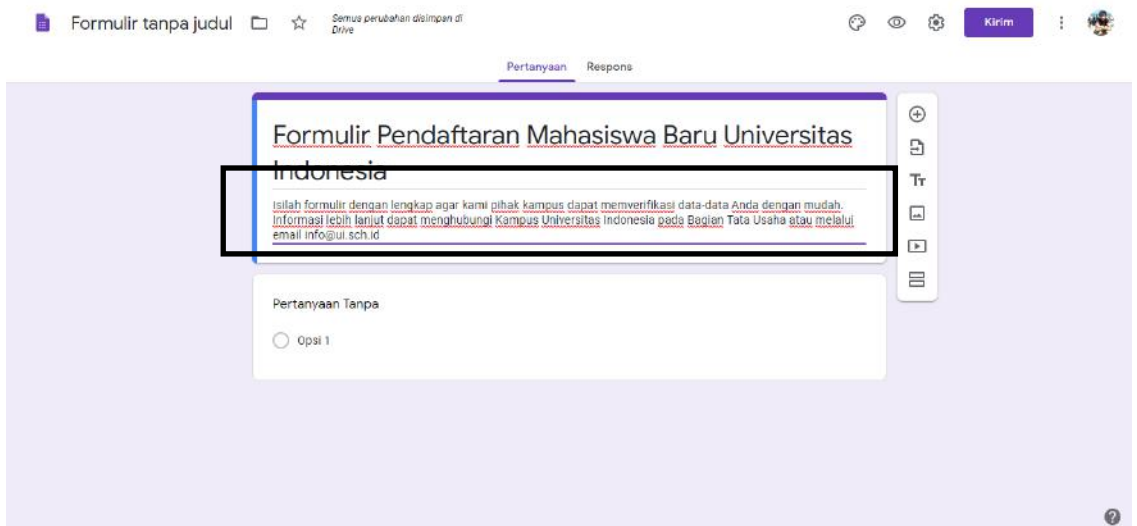 Formulir tanpa judul
Semua perubahan disimpan di
Drive
Kirim
Pertanyaan Respons
Formulir Pendaftaran Mahasiswa Baru Universitas
Indonesia
Tт
Isilah formulir dengan lengkap agar kami pihak kampus dapat memverifikasi data-data Anda dengan mudah.
Informasi lebih lanjut dapat menghubungi Kampus Universitas Indonesia pada Bagian Tata Usaha atau melalui
email info@ui.sch.id
Pertanyaan Tanpa
Opsi 1